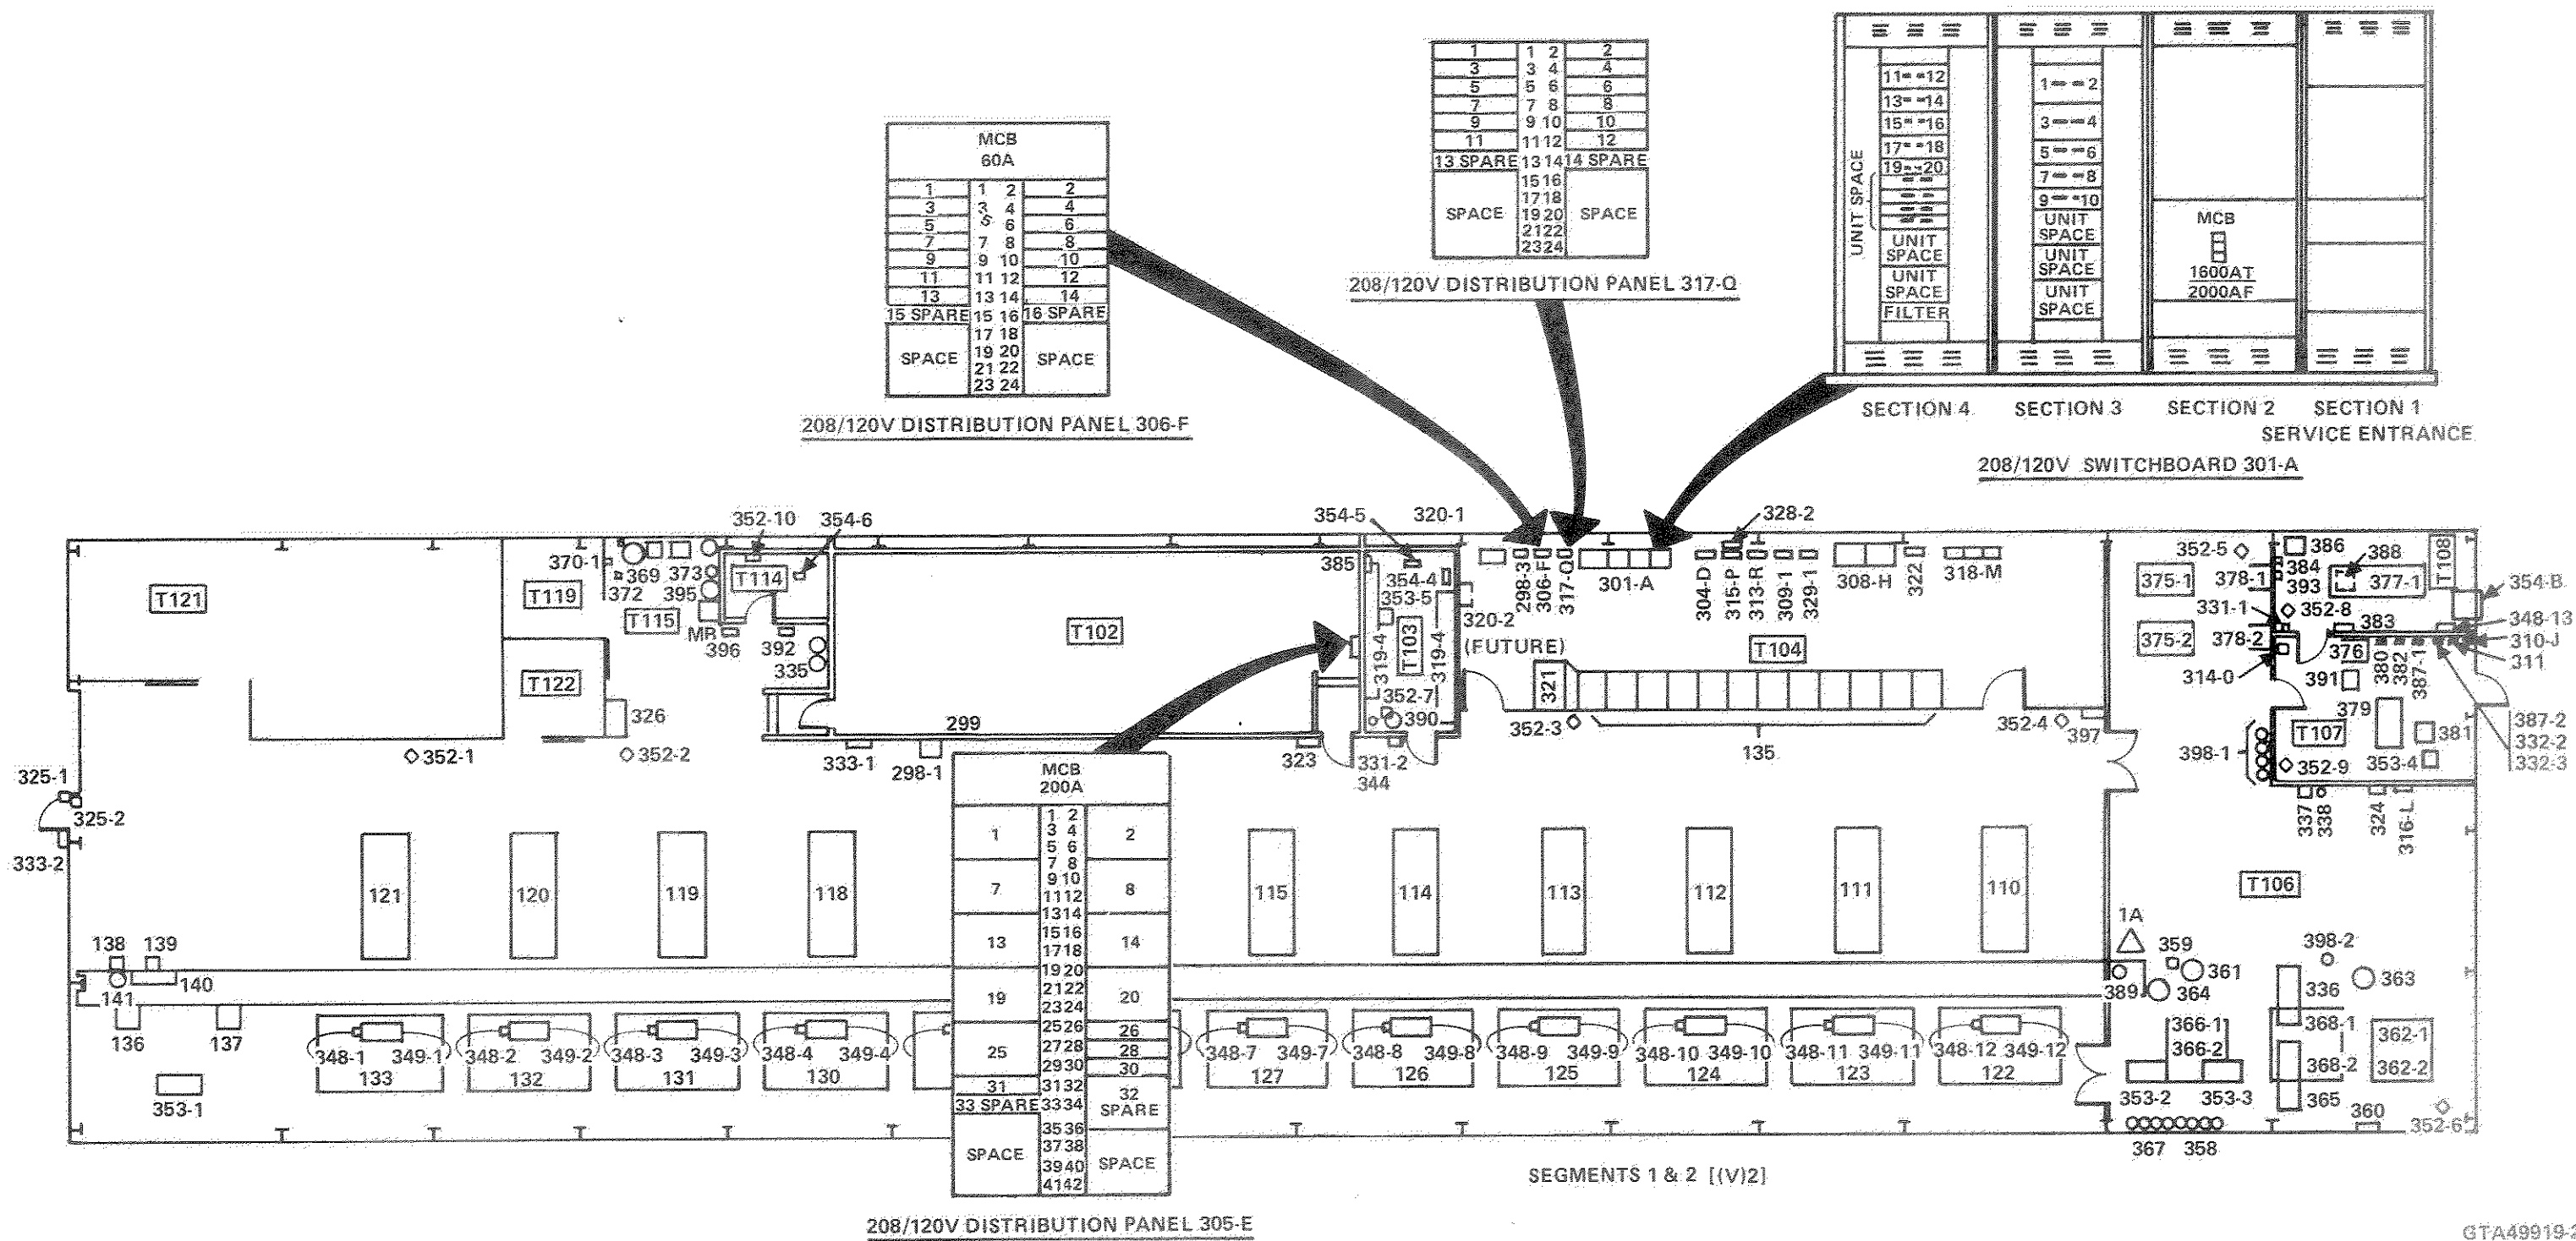 MCB
60A
1 1 2 2
3 3 4 4
5 5 6 6
7 7 8 8
9 9 10 10
11 11 12 12
13 13 14 14
15 SPARE 15 16 16 SPARE
17 18
SPACE 19 20 SPACE
21 22
23 24
208/120V DISTRIBUTION PANEL 306-F
1 1 2 2
3 3 4 4
5 5 6 6
7 7 8 8
9 9 10 10
11 11 12 12
13 SPARE 13 14 14 SPARE
15 16
17 18
SPACE 19 20 SPACE
21 22
23 24
208/120V DISTRIBUTION PANEL 317-Q
UNIT SPACE
11 12
13 14
15 16
17 18
19 20
UNIT
SPACE
UNIT
SPACE
FILTER
1 2
3 4
5 6
7 8
9 10
UNIT
SPACE
UNIT
SPACE
UNIT
SPACE
MCB
1600AT
2000AF
SECTION 4 SECTION 3 SECTION 2 SECTION 1
SERVICE ENTRANCE
208/120V SWITCHBOARD 301-A
352-10 354-6 354-5 320-1 328-2
370-1 369 373 T114 385 354-4 298-3 306-F 317-Q 301-A 304-D 315-P 313-R 309-1 329-1 308-H 322 318-M
352-5 386 388 T108
375-1 378-1 384 393 377-1 354-B
T121 T119 372 395 T115 353-5
331-1 352-8 383 348-13
MR 396 392 335 T102 319-4 T103 319-4 320-2
(FUTURE)
T104 375-2 378-2 376 380 382 387-1 310-J
311
314-0 391
T122 326 299 352-7 390 321 352-3 135 352-4 397 379 387-2
332-2
332-3
T107 381
398-1 352-9 353-4
352-1 352-2 333-1 298-1 323 331-2
344
325-1
325-2
333-2
337 338 324 316-L
121 120 119 118 115 114 113 112 111 110
T106
138 139 1A 359 398-2
141 140 389 364 361 336 363
136 137
348-1 349-1 348-2 349-2 348-3 349-3 348-4 349-4 348-7 349-7 348-8 349-8 348-9 349-9 348-10 349-10 348-11 349-11 348-12 349-12
133 132 131 130 127 126 125 124 123 122
366-1 368-1 362-1
366-2 368-2 362-2
353-1 353-2 353-3 365 360 352-6
367 358
MCB
200A
1 2
1 3 4 2
5 6
7 8
7 9 10 8
11 12
13 14
13 15 16 14
17 18
19 20
19 21 22 20
23 24
25 26 26
25 27 28 28
29 30 30
31 31 32 32
33 SPARE 33 34 SPARE
35 36
37 38
SPACE 39 40 SPACE
41 42
208/120V DISTRIBUTION PANEL 305-E
SEGMENTS 1 & 2 [(V)2]
GTA49919-2